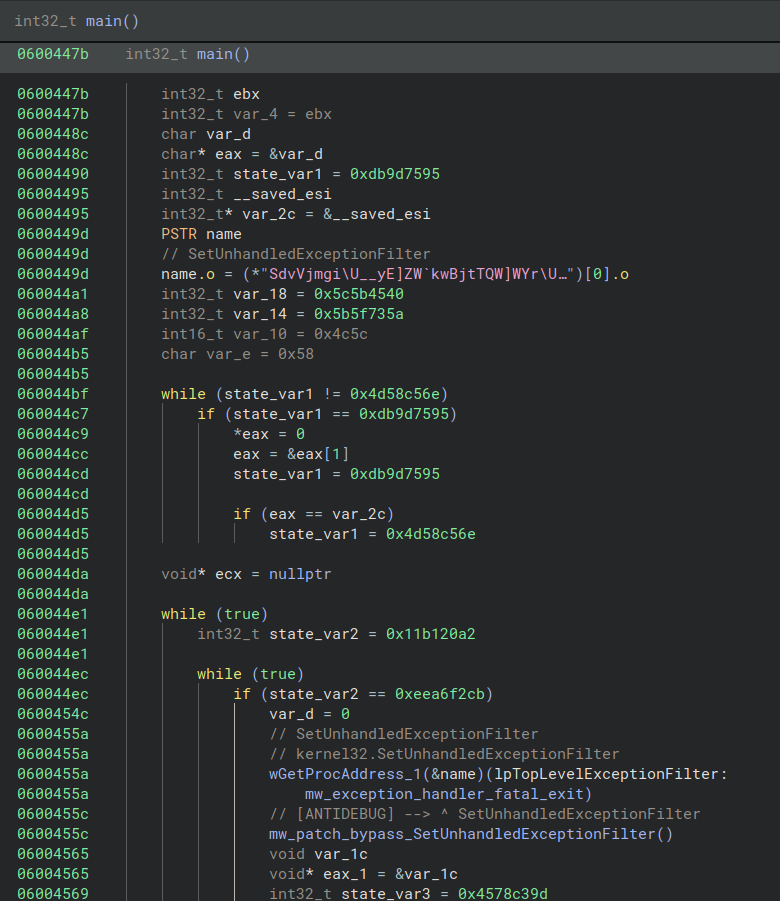 int32_t main()
0600447b int32_t main()
0600447b int32_t ebx
0600447b int32_t var_4 = ebx
0600448c char var_d
0600448c char* eax = &var_d
06004490 int32_t state_var1 = 0xdb9d7595
06004495 int32_t __saved_esi
06004495 int32_t* var_2c = &__saved_esi
0600449d PSTR name
0600449d // SetUnhandledExceptionFilter
0600449d name.o = (*"SdvVjmgi\U__yE]ZW`kwBjtTQW]WYr\U…")[0].o
060044a1 int32_t var_18 = 0x5c5b4540
060044a8 int32_t var_14 = 0x5b5f735a
060044af int16_t var_10 = 0x4c5c
060044b5 char var_e = 0x58
060044b5
060044bf while (state_var1 != 0x4d58c56e)
060044c7 if (state_var1 == 0xdb9d7595)
060044c9 *eax = 0
060044cc eax = &eax[1]
060044cd state_var1 = 0xdb9d7595
060044cd
060044d5 if (eax == var_2c)
060044d5 state_var1 = 0x4d58c56e
060044d5
060044da void* ecx = nullptr
060044da
060044e1 while (true)
060044e1 int32_t state_var2 = 0x11b120a2
060044e1
060044ec while (true)
060044ec if (state_var2 == 0xeea6f2cb)
0600454c var_d = 0
0600455a // SetUnhandledExceptionFilter
0600455a // kernel32.SetUnhandledExceptionFilter
0600455a wGetProcAddress_1(&name)(lpTopLevelExceptionFilter:
0600455a mw_exception_handler_fatal_exit)
0600455c // [ANTIDEBUG] --> ^ SetUnhandledExceptionFilter
0600455c mw_patch_bypass_SetUnhandledExceptionFilter()
06004565 void var_1c
06004565 void* eax_1 = &var_1c
06004569 int32_t state_var3 = 0x4578c39d